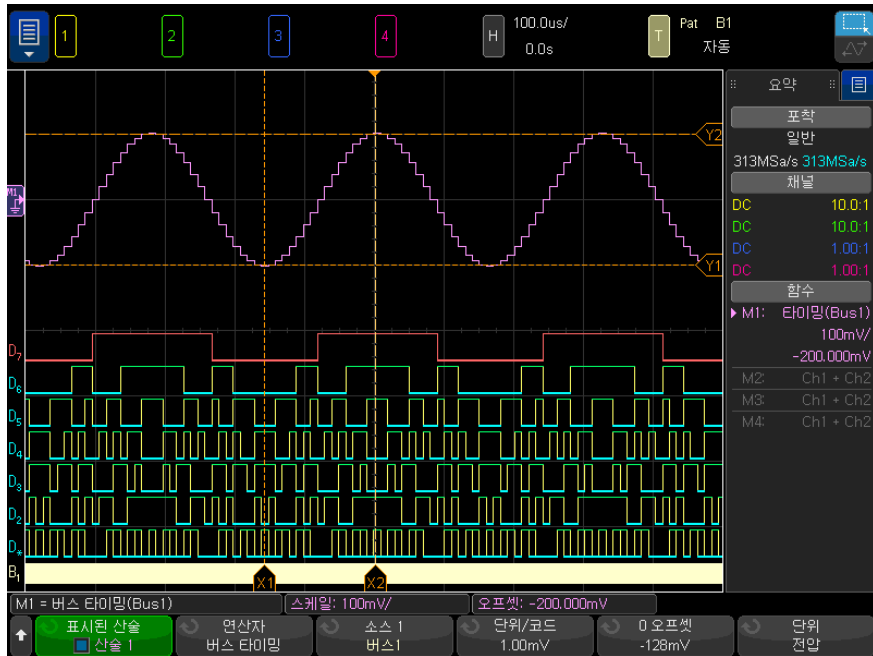 1 2 3 4 H 100.0us/ 0.0s T Pat B1 자동
요약
포착
일반
313MSa/s 313MSa/s
채널
DC 10.0:1
DC 10.0:1
DC 1.00:1
DC 1.00:1
함수
M1: 타이밍(Bus1)
100mV/
-200.000mV
M2: Ch1 + Ch2
M3: Ch1 + Ch2
M4: Ch1 + Ch2
Y2
M1
Y1
D7
D6
D5
D4
D3
D2
D*
B1
X1 X2
M1 = 버스 타이밍(Bus1) 스케일: 100mV/ 오프셋: -200.000mV
표시된 산술 연산자 소스 1 단위/코드 0 오프셋 단위
산술 1 버스 타이밍 버스1 1.00mV -128mV 전압